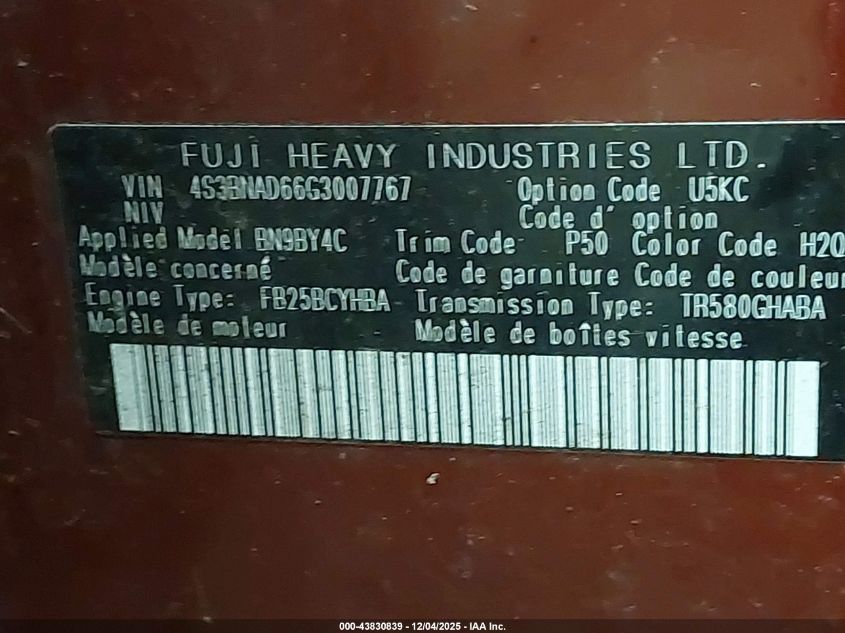 FUJI HEAVY INDUSTRIES LTD.
VIN 4S3BNAD66G3007767 Option Code U5KC
NIV Code d' option
Applied Model BN9BY4C Trim Code P50 Color Code H2Q
Modèle concerné Code de garniture Code de couleur
Engine Type: FB25BCYHBA Transmission Type: TR580GHABA
Modèle de moteur Modèle de boîtes vitesse
000-43830839 - 12/04/2025 - IAA Inc.